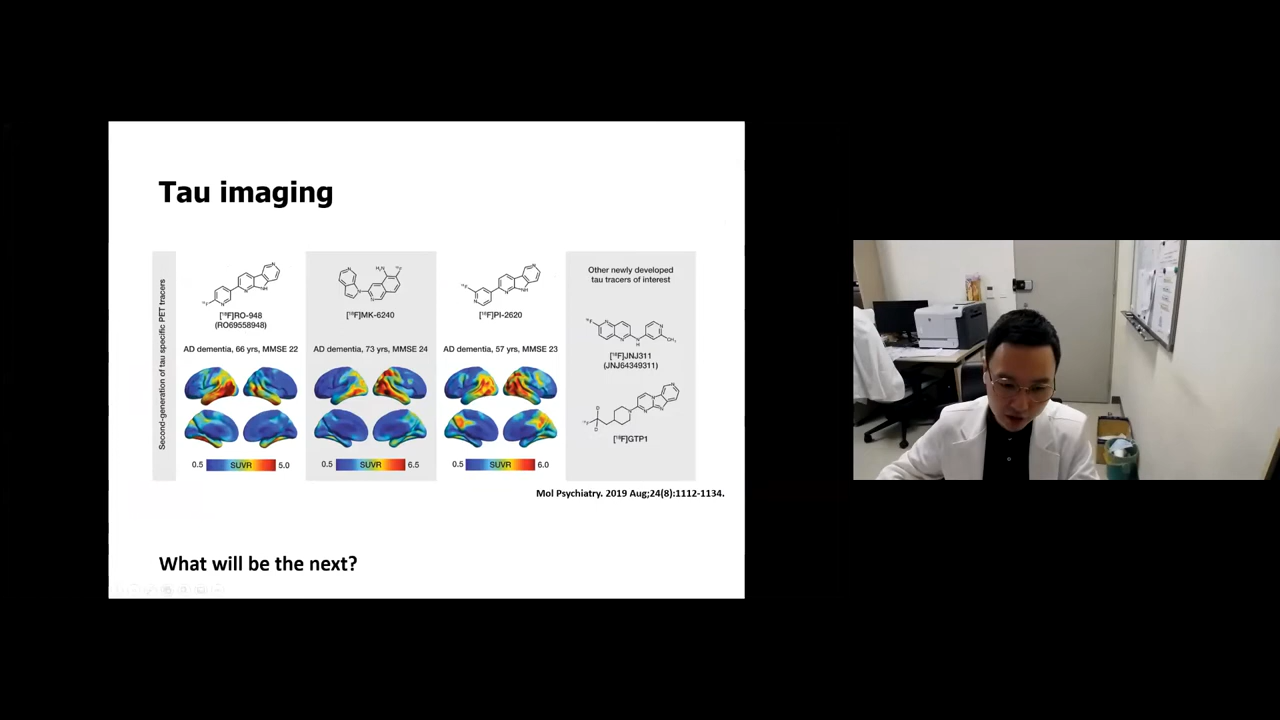 Tau imaging
Second-generation of tau specific PET tracers
[¹⁸F]RO-948
(RO69558948)
AD dementia, 66 yrs, MMSE 22
0.5 SUVR 5.0
[¹⁸F]MK-6240
AD dementia, 73 yrs, MMSE 24
0.5 SUVR 6.5
[¹⁸F]PI-2620
AD dementia, 57 yrs, MMSE 23
0.5 SUVR 6.0
Other newly developed
tau tracers of interest
[¹⁸F]JNJ311
(JNJ64349311)
[¹⁸F]GTP1
Mol Psychiatry. 2019 Aug;24(8):1112-1134.
What will be the next?